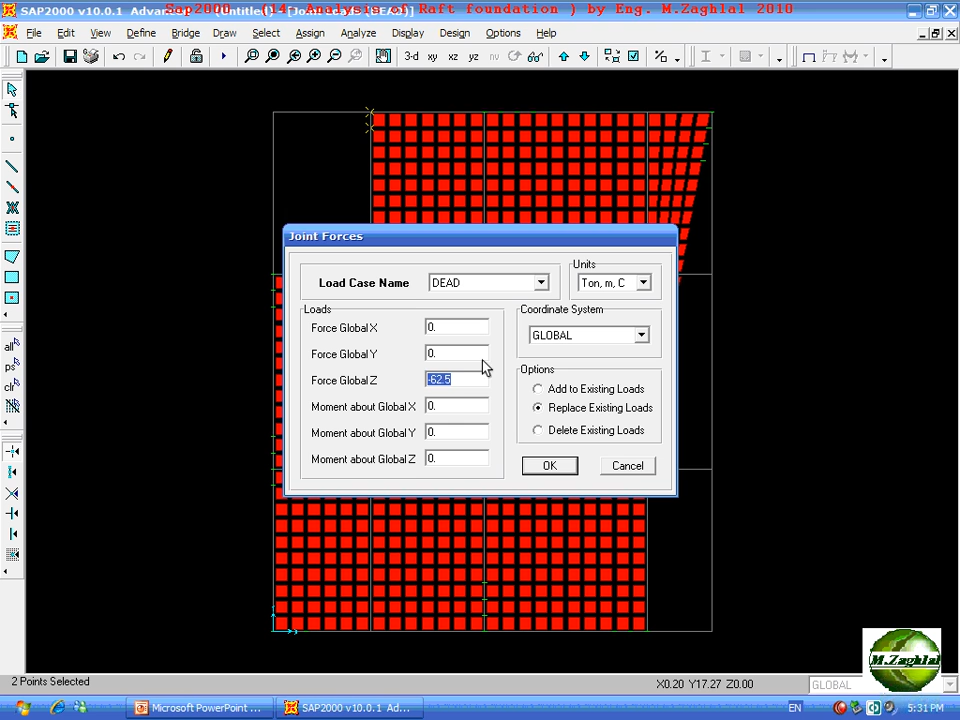 Sap2000 (14: Analysis of Raft foundation ) by Eng. M.Zaghlal 2010
SAP2000 v10.0.1
File Edit View Define Bridge Draw Select Assign Analyze Display Design Options Help
3-d xy xz yz nv
all
ps
clr
Joint Forces
Load Case Name DEAD
Units
Ton, m, C
Loads
Force Global X 0.
Force Global Y 0.
Force Global Z -62.5
Moment about Global X 0.
Moment about Global Y 0.
Moment about Global Z 0.
Coordinate System
GLOBAL
Options
Add to Existing Loads
Replace Existing Loads
Delete Existing Loads
OK Cancel
M.Zaghlal
2 Points Selected X0.20 Y17.27 Z0.00 GLOBAL
Microsoft PowerPoint ... SAP2000 v10.0.1 Ad... EN 5:31 PM